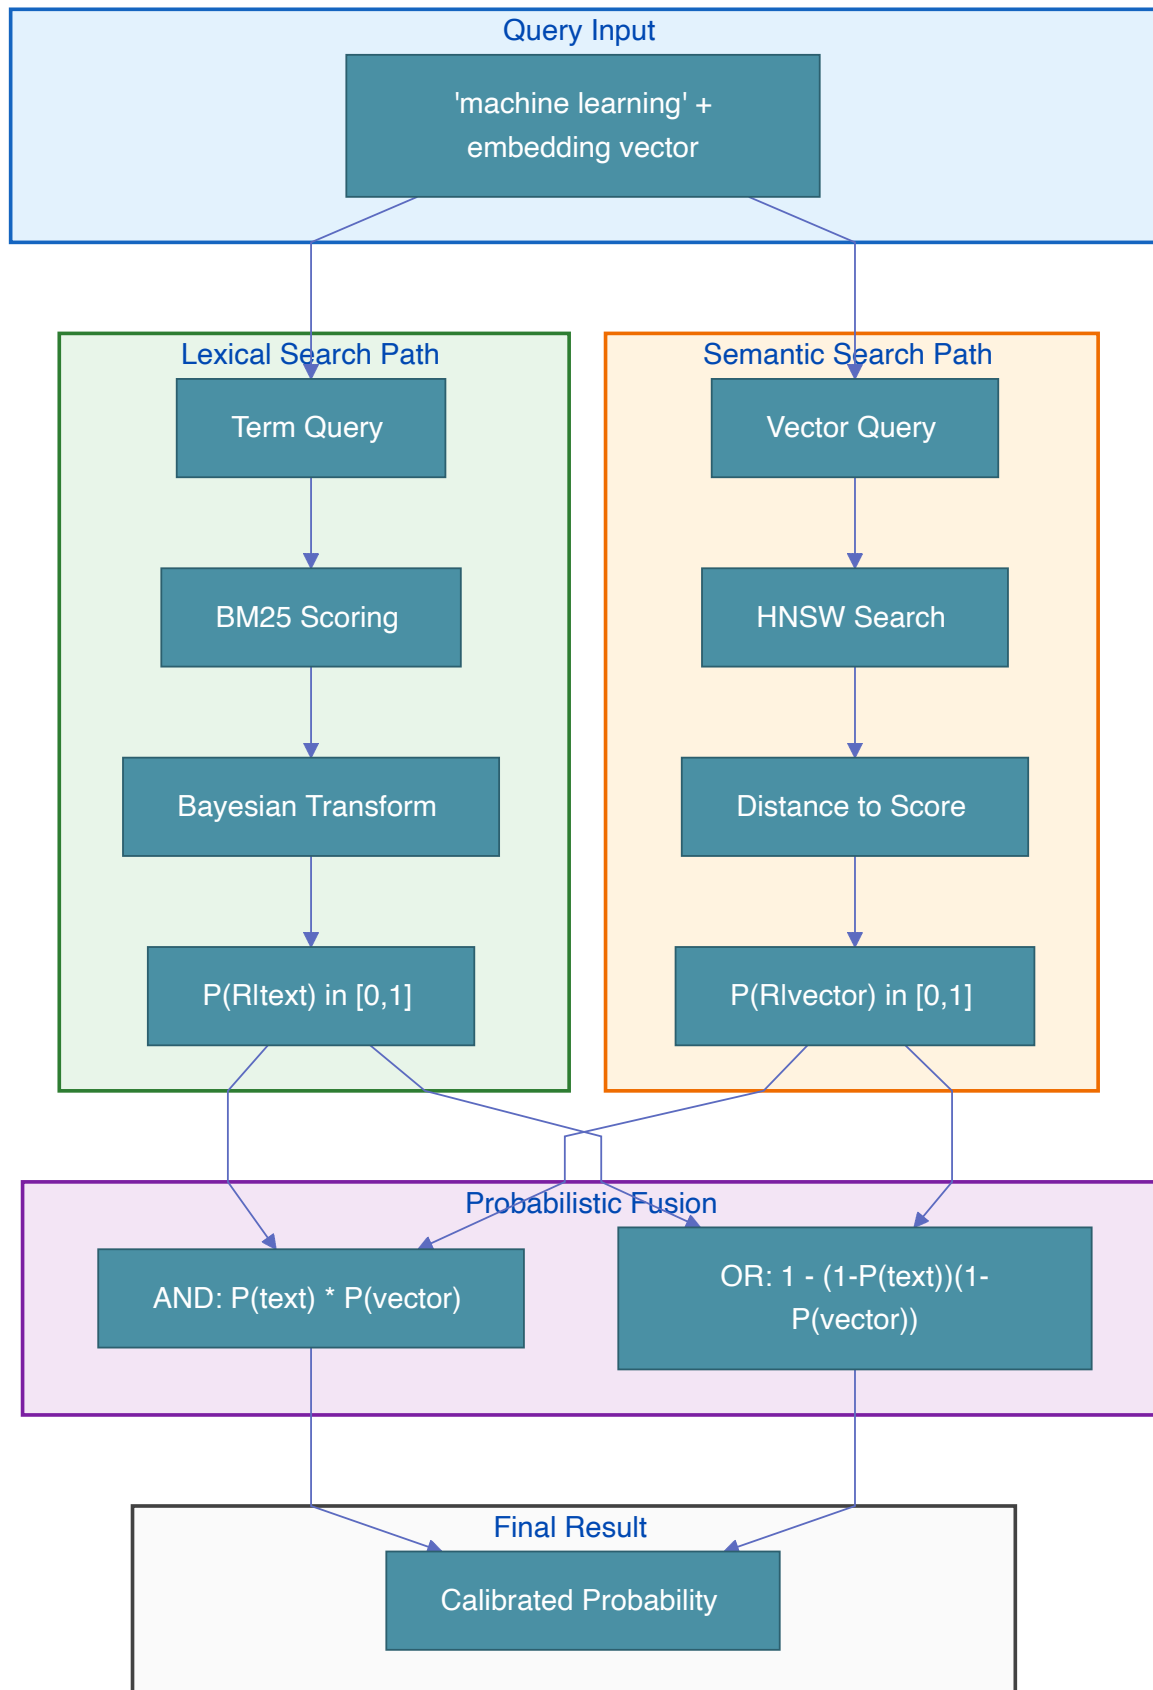 Query Input
'machine learning' +
embedding vector
Lexical Search Path
Semantic Search Path
Term Query
Vector Query
BM25 Scoring
HNSW Search
Bayesian Transform
Distance to Score
P(R|text) in [0,1]
P(R|vector) in [0,1]
Probabilistic Fusion
AND: P(text) * P(vector)
OR: 1 - (1-P(text))(1-
P(vector))
Final Result
Calibrated Probability